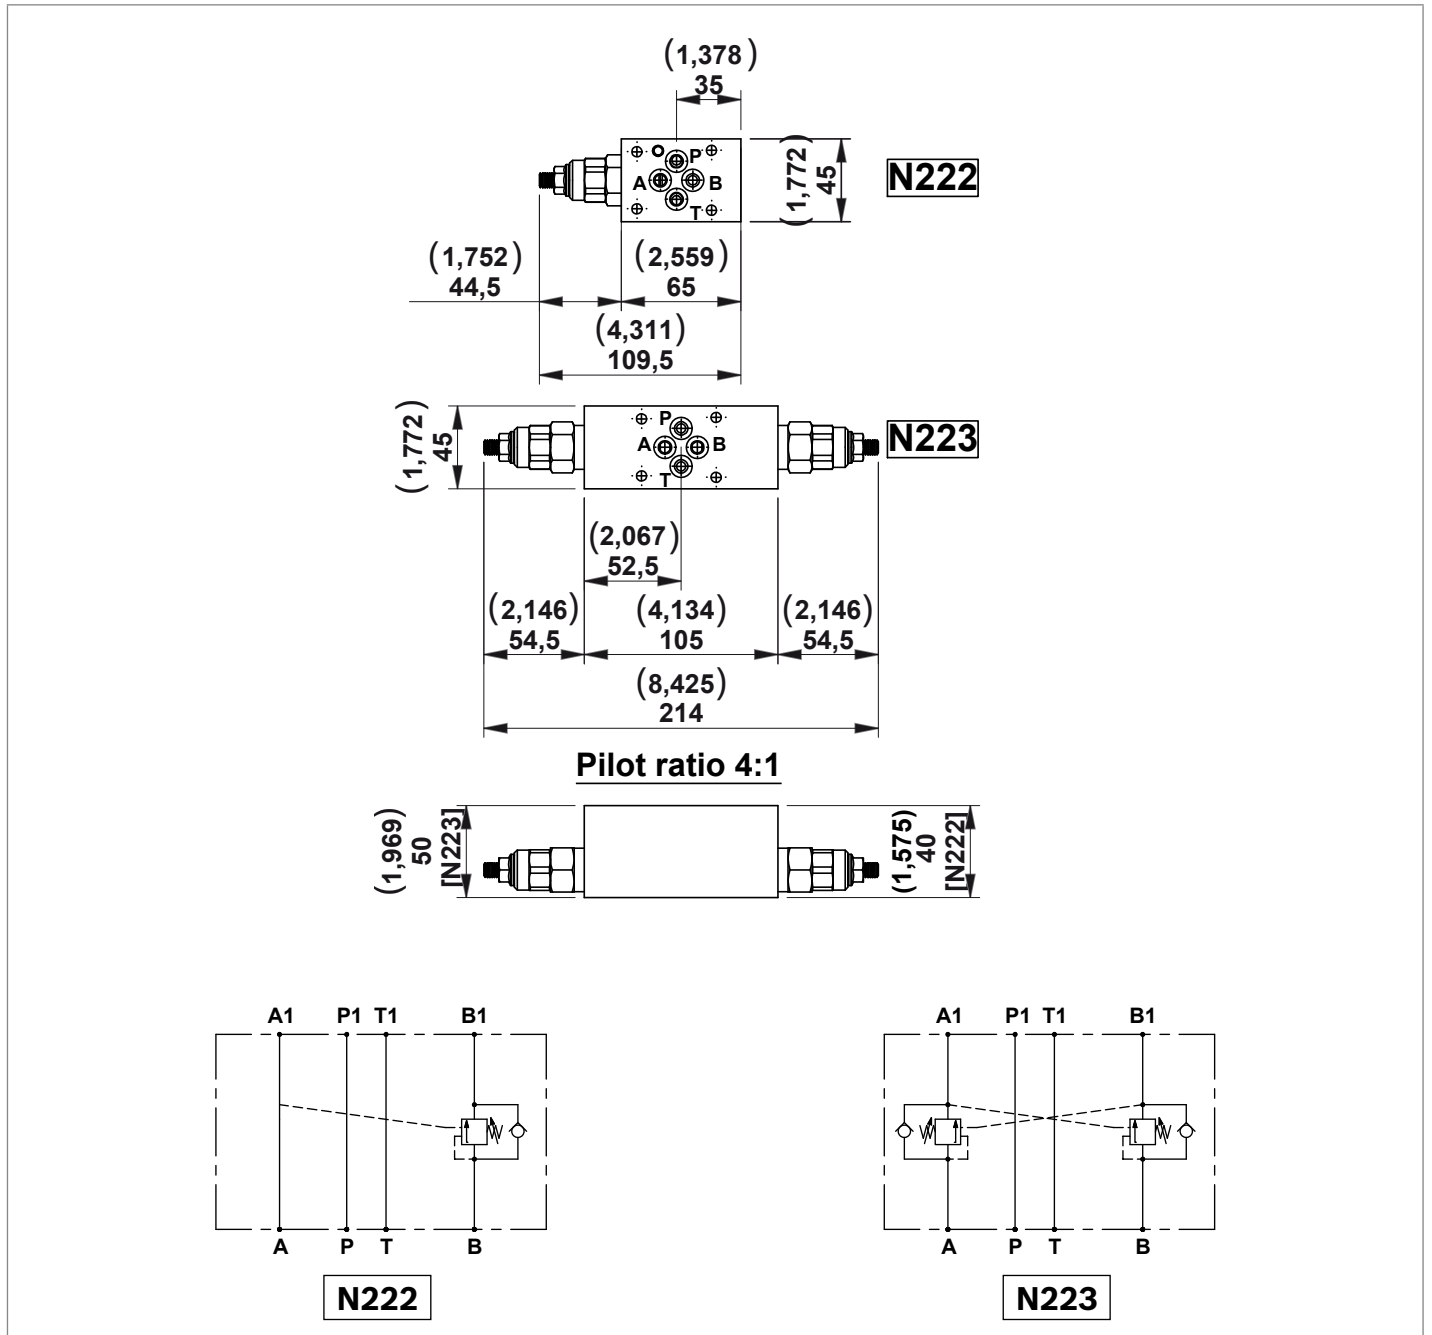 (1,378)
35
P
A
B
T
(1,772)
45
N222
(1,752)
44,5
(2,559)
65
(4,311)
109,5
(1,772)
45
P
A
B
T
N223
(2,067)
52,5
(2,146)
54,5
(4,134)
105
(2,146)
54,5
(8,425)
214
Pilot ratio 4:1
(1,969)
50
[N223]
(1,575)
40
[N222]
A1 P1 T1 B1
A P T B
N222
A1 P1 T1 B1
A P T B
N223